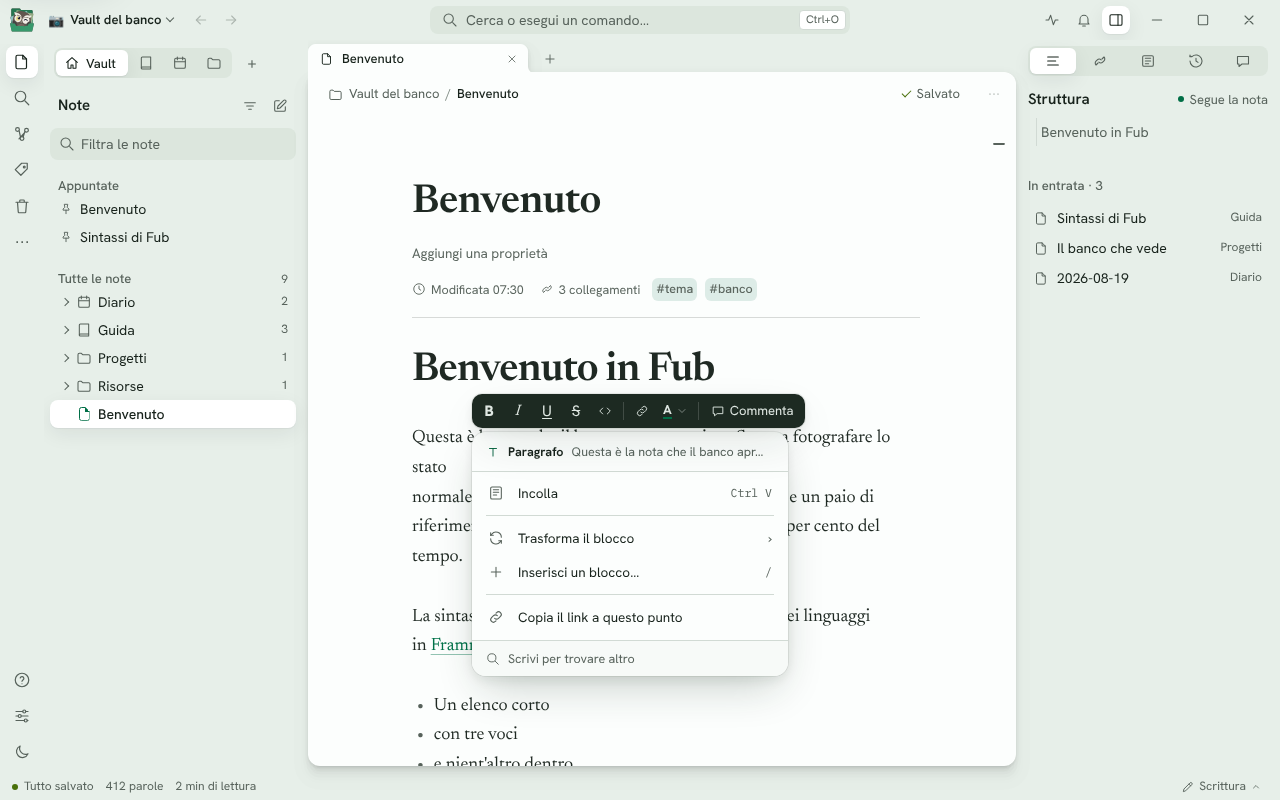 Vault del banco
Cerca o esegui un comando...
Ctrl+O
Vault
Benvenuto
Note
Vault del banco / Benvenuto
Salvato
Struttura
Segue la nota
Filtra le note
Benvenuto in Fub
Appuntate
Benvenuto
Sintassi di Fub
In entrata · 3
Sintassi di Fub Guida
Il banco che vede Progetti
2026-08-19 Diario
Tutte le note 9
Diario 2
Guida 3
Progetti 1
Risorse 1
Benvenuto
Benvenuto
Aggiungi una proprietà
Modificata 07:30 3 collegamenti #tema #banco
Benvenuto in Fub
B I U S A Commenta
Questa è fotografare lo
stato
normale e un paio di
per cento del
tempo.
La ei linguaggi
in
Un elenco corto
con tre voci
e nient'altro dentro
T Paragrafo Questa è la nota che il banco apr...
Incolla Ctrl V
Trasforma il blocco ›
Inserisci un blocco... /
Copia il link a questo punto
Scrivi per trovare altro
Tutto salvato 412 parole 2 min di lettura
Scrittura